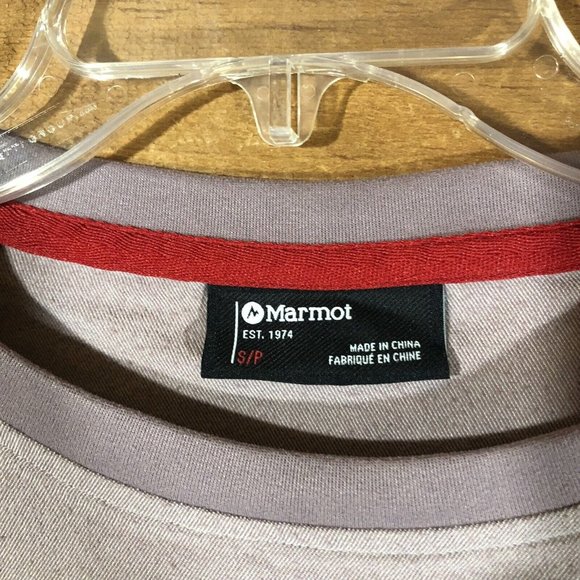 Marmot
EST. 1974
S/P
MADE IN CHINA
FABRIQUÉ EN CHINE